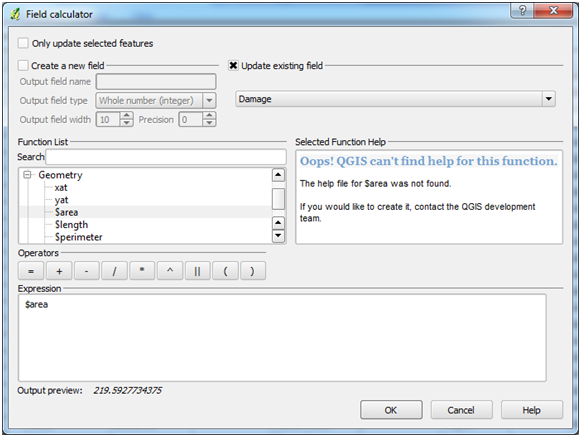 Field calculator
Only update selected features
Create a new field
Update existing field
Output field name
Output field type Whole number (integer)
Output field width 10 Precision 0
Damage
Function List
Search
Geometry
xat
yat
$area
$length
$perimeter
Selected Function Help
Oops! QGIS can't find help for this function.
The help file for $area was not found.
If you would like to create it, contact the QGIS development
team.
Operators
= + - / * ^ || ( )
Expression
$area
Output preview: 219.5927734375
OK Cancel Help